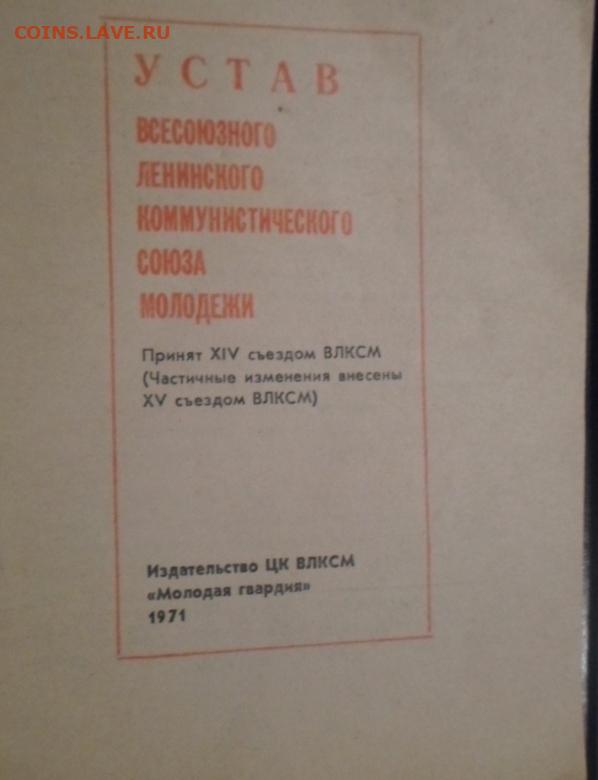 COINS.LAVE.RU
УСТАВ
ВСЕСОЮЗНОГО
ЛЕНИНСКОГО
КОММУНИСТИЧЕСКОГО
СОЮЗА
МОЛОДЕЖИ
Принят XIV съездом ВЛКСМ
(Частичные изменения внесены
XV съездом ВЛКСМ)
Издательство ЦК ВЛКСМ
«Молодая гвардия»
1971